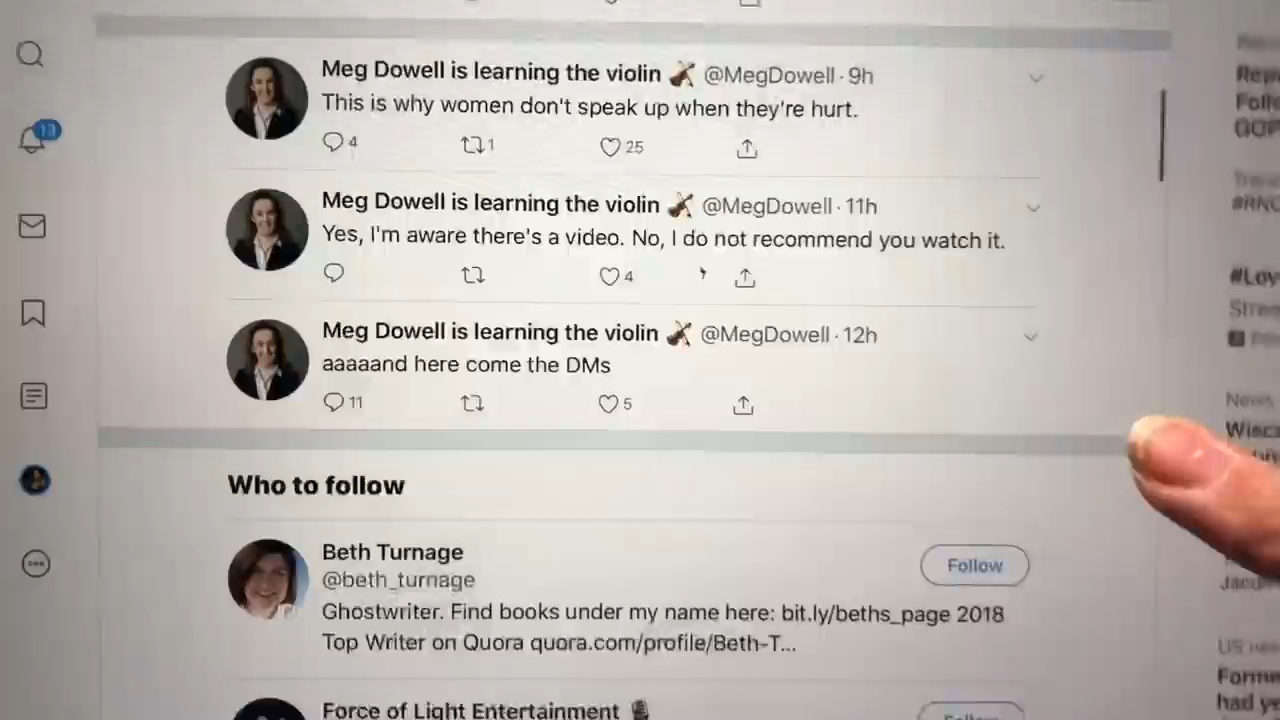 13
Meg Dowell is learning the violin 🎻 @MegDowell · 9h
This is why women don't speak up when they're hurt.
4 1 25
Meg Dowell is learning the violin 🎻 @MegDowell · 11h
Yes, I'm aware there's a video. No, I do not recommend you watch it.
4
Meg Dowell is learning the violin 🎻 @MegDowell · 12h
aaaaand here come the DMs
11 5
Who to follow
Beth Turnage
@beth_turnage
Follow
Ghostwriter. Find books under my name here: bit.ly/beths_page 2018
Top Writer on Quora quora.com/profile/Beth-T...
Force of Light Entertainment 🎙
Follow
News
US
had